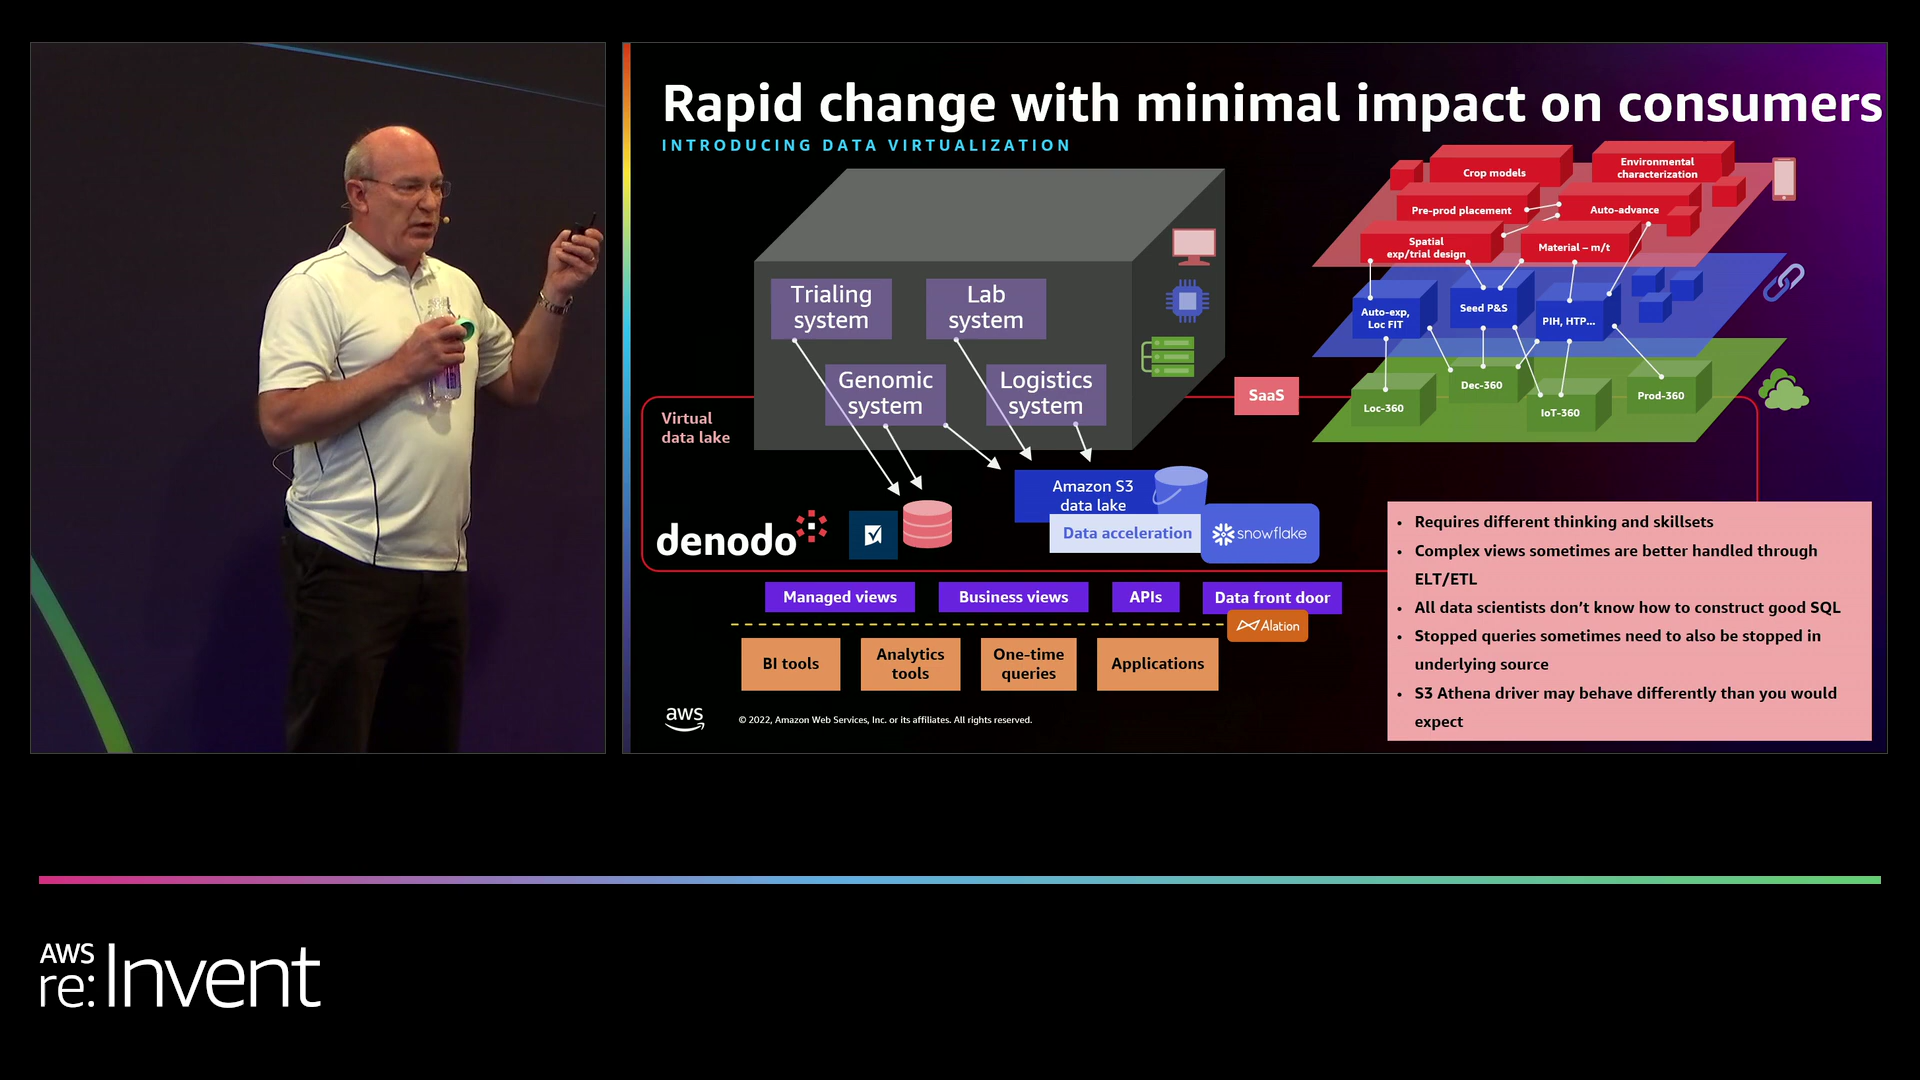 Rapid change with minimal impact on consumers
INTRODUCING DATA VIRTUALIZATION
Trialing
system
Lab
system
Genomic
system
Logistics
system
Virtual
data lake
SaaS
Crop models
Environmental
characterization
Pre-prod placement
Auto-advance
Spatial
exp/trial design
Material – m/t
Auto-exp,
Loc FIT
Seed P&S
PIH, HTP...
Loc-360
Dec-360
IoT-360
Prod-360
denodo
Amazon S3
data lake
Data acceleration
snowflake
Managed views
Business views
APIs
Data front door
Alation
BI tools
Analytics
tools
One-time
queries
Applications
• Requires different thinking and skillsets
• Complex views sometimes are better handled through
ELT/ETL
• All data scientists don’t know how to construct good SQL
• Stopped queries sometimes need to also be stopped in
underlying source
• S3 Athena driver may behave differently than you would
expect
aws
© 2022, Amazon Web Services, Inc. or its affiliates. All rights reserved.
AWS
re:Invent